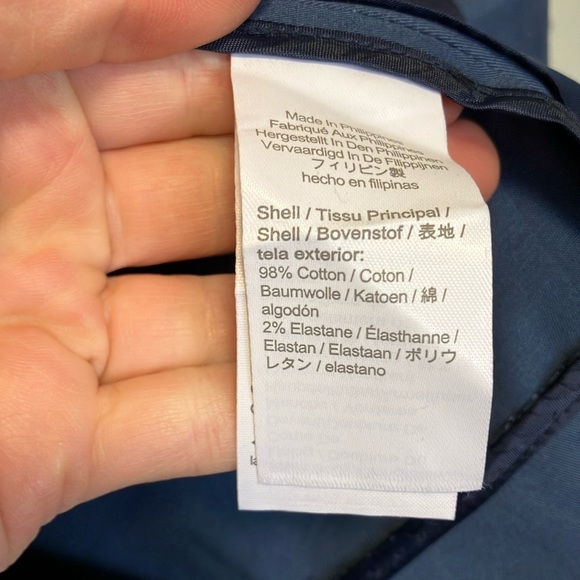 Made In Philippines
Fabriqué Aux Philippines
Hergestellt In Den Philippinen
Vervaardigd In De Filippijnen
フィリピン製
hecho en filipinas
Shell / Tissu Principal /
Shell / Bovenstof / 表地 /
tela exterior:
98% Cotton / Coton /
Baumwolle / Katoen / 綿 /
algodón
2% Elastane / Élasthanne /
Elastan / Elastaan / ポリウ
レタン / elastano